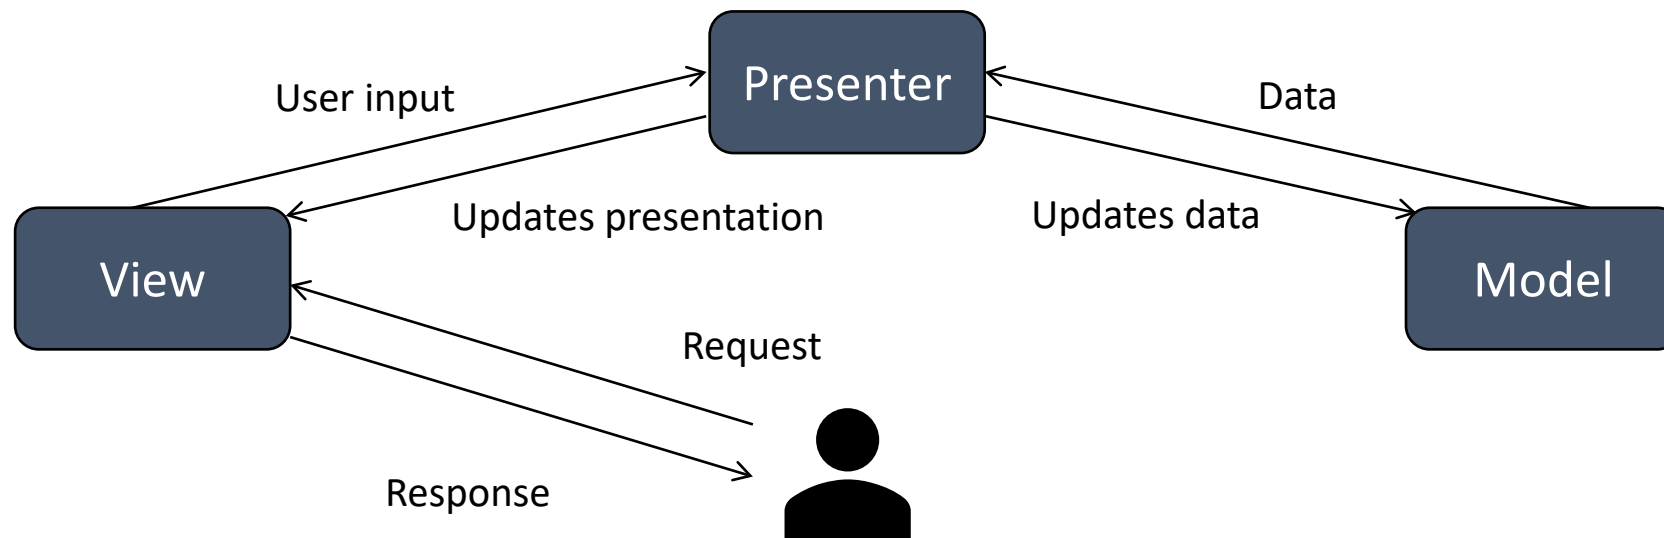 Presenter
User input
Data
Updates presentation
Updates data
View
Model
Request
Response